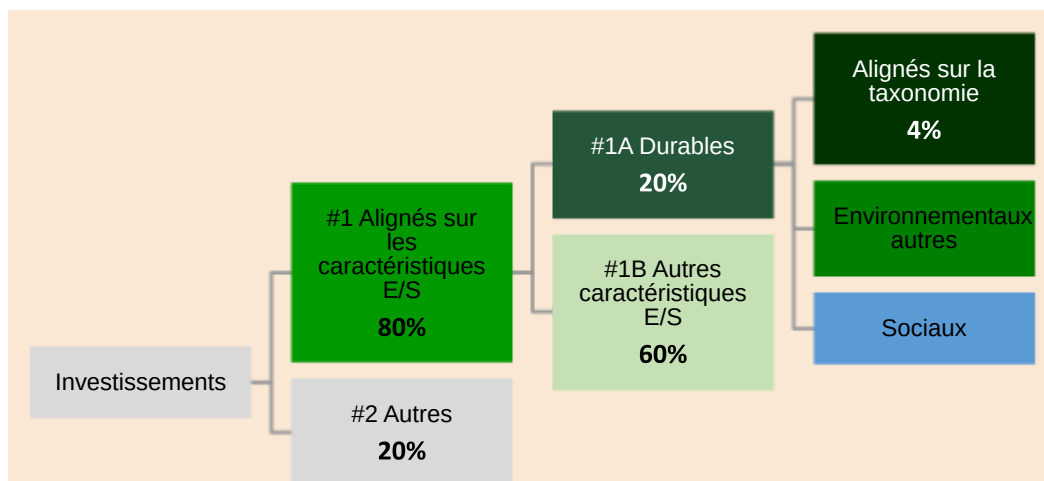 Investissements
#1 Alignés sur
les
caractéristiques
E/S
80%
#2 Autres
20%
#1A Durables
20%
#1B Autres
caractéristiques
E/S
60%
Alignés sur la
taxonomie
4%
Environnementaux
autres
Sociaux